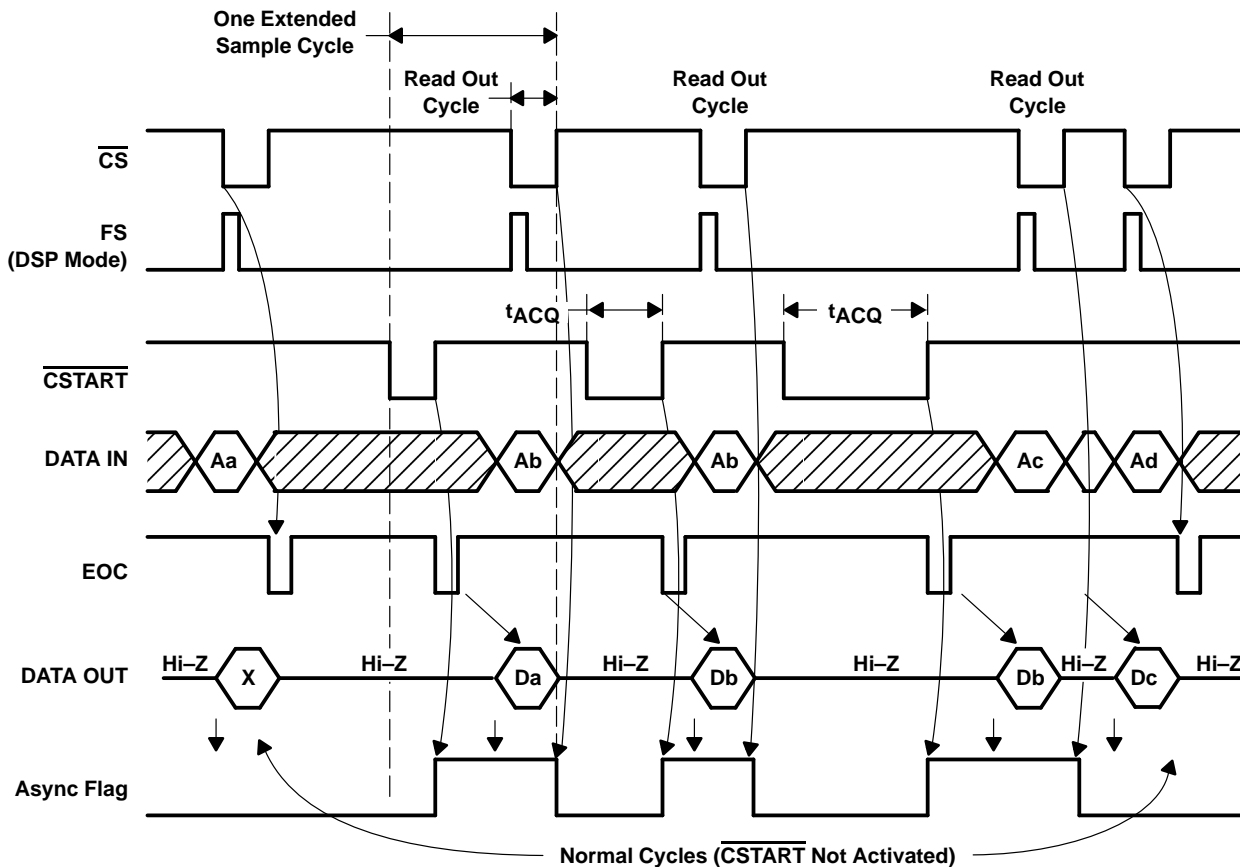 One Extended
Sample Cycle
Read Out
Cycle
Read Out
Cycle
Read Out
Cycle
CS
FS
(DSP Mode)
tACQ
tACQ
CSTART
DATA IN
Aa
Ab
Ab
Ac
Ad
EOC
DATA OUT
Hi–Z
X
Hi–Z
Da
Hi–Z
Db
Hi–Z
Db
Hi–Z
Dc
Hi–Z
Async Flag
Normal Cycles (CSTART Not Activated)